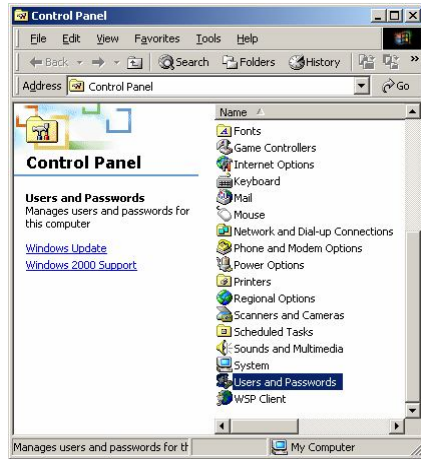 Control Panel
File Edit View Favorites Tools Help
Back Search Folders History »
Address Control Panel Go
Control Panel
Users and Passwords
Manages users and passwords for
this computer
Windows Update
Windows 2000 Support
Name
Fonts
Game Controllers
Internet Options
Keyboard
Mail
Mouse
Network and Dial-up Connections
Phone and Modem Options
Power Options
Printers
Regional Options
Scanners and Cameras
Scheduled Tasks
Sounds and Multimedia
System
Users and Passwords
WSP Client
Manages users and passwords for th My Computer